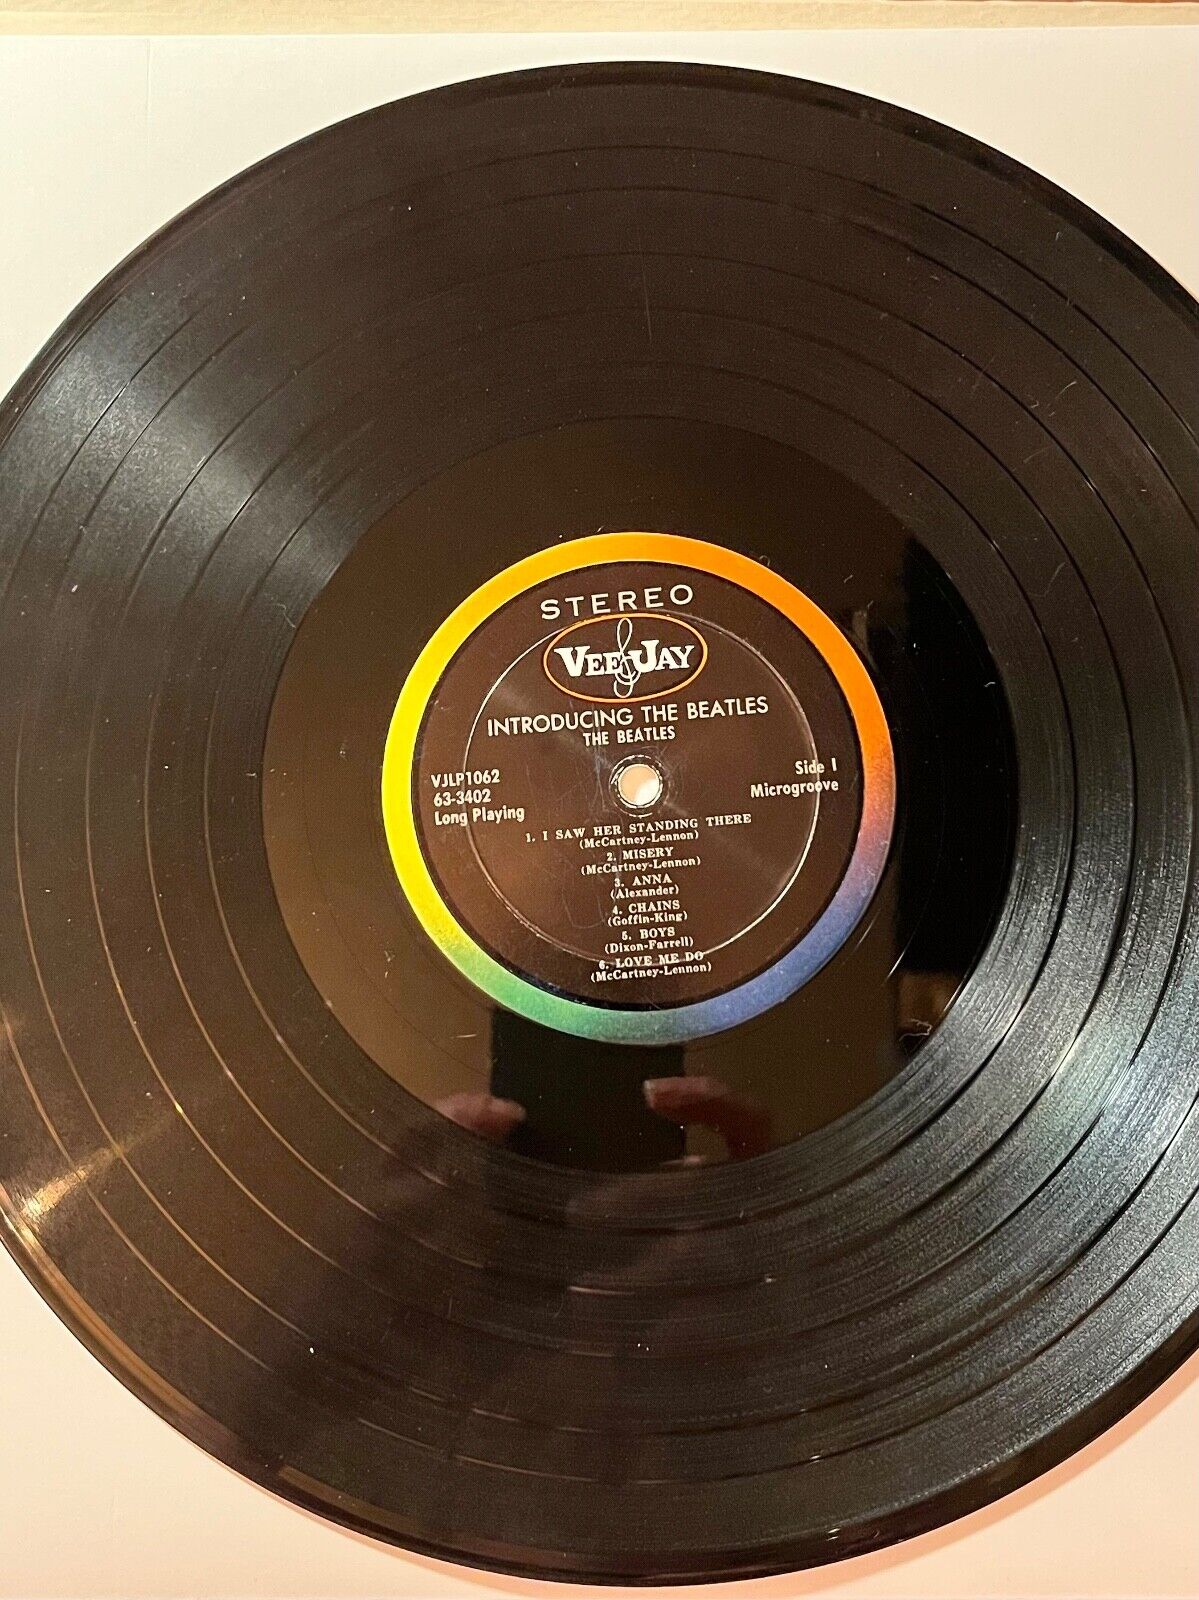 STEREO
VEE JAY
INTRODUCING THE BEATLES
THE BEATLES
VJLP1062
63-3402
Long Playing
Side I
Microgroove
1. I SAW HER STANDING THERE
(McCartney-Lennon)
2. MISERY
(McCartney-Lennon)
3. ANNA
(Alexander)
4. CHAINS
(Goffin-King)
5. BOYS
(Dixon-Farrell)
6. LOVE ME DO
(McCartney-Lennon)